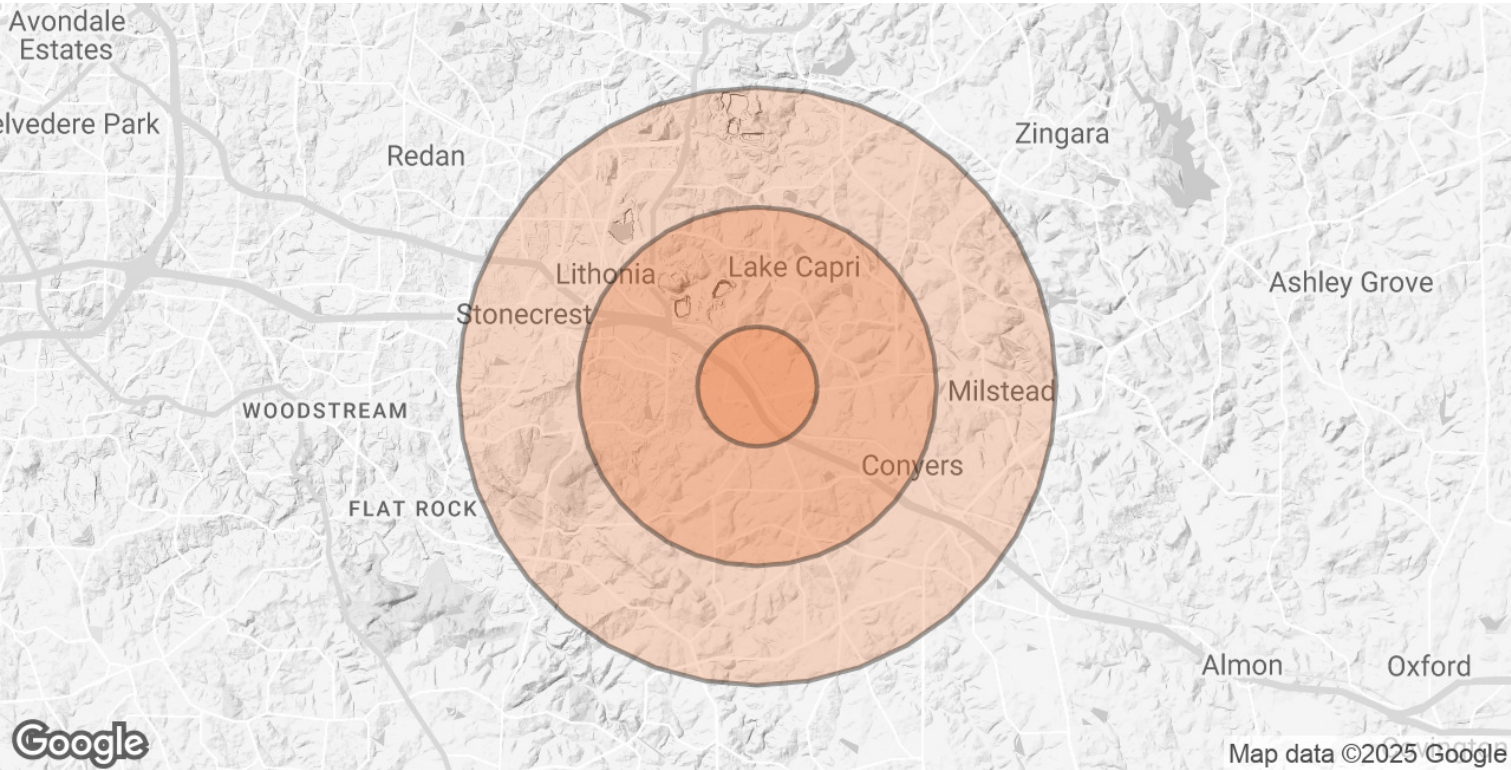 Avondale
Estates
elvedere Park
Redan
Zingara
Lithonia
Lake Capri
Ashley Grove
Stonecrest
Milstead
WOODSTREAM
Conyers
FLAT ROCK
Almon
Oxford
Google
Map data ©2025 Google